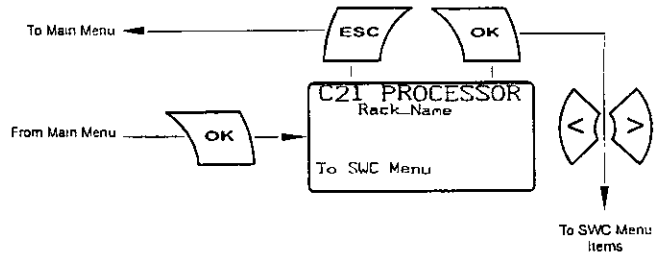 To Main Menu
ESC
OK
C21 PROCESSOR
Rack_Name
From Main Menu
OK
< >
To SWC Menu
To SWC Menu
Items